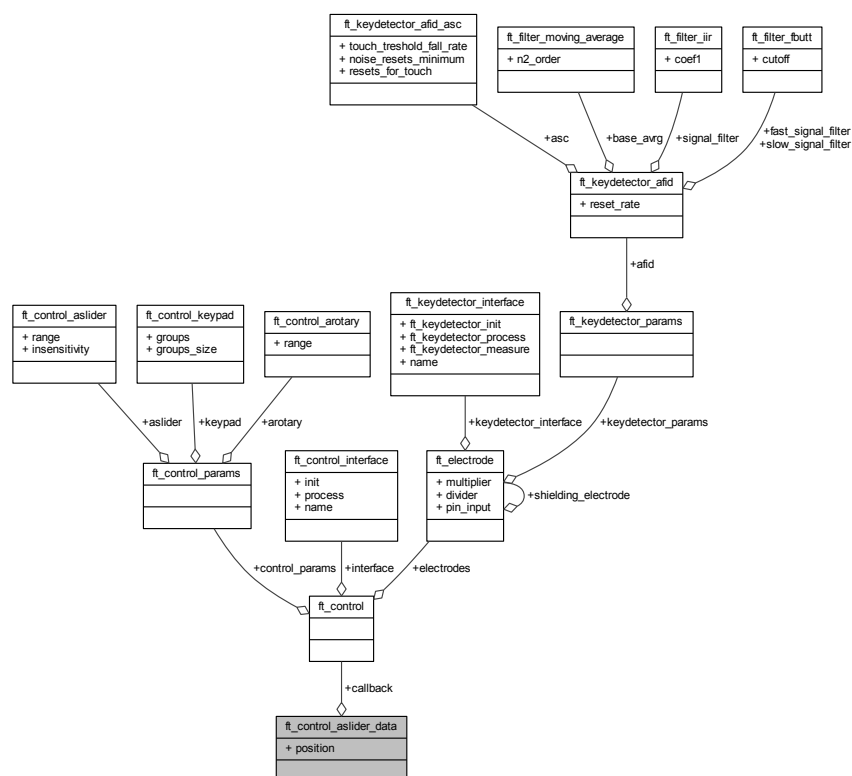 ft_keydetector_afid_asc
+ touch_treshold_fall_rate
+ noise_resets_minimum
+ resets_for_touch
ft_filter_moving_average
+ n2_order
ft_filter_iir
+ coef1
ft_filter_fbutt
+ cutoff
+asc
+base_avrg
+signal_filter
+fast_signal_filter
+slow_signal_filter
ft_keydetector_afid
+ reset_rate
+afid
ft_control_aslider
+ range
+ insensitivity
ft_control_keypad
+ groups
+ groups_size
ft_control_arotary
+ range
ft_keydetector_interface
+ ft_keydetector_init
+ ft_keydetector_process
+ ft_keydetector_measure
+ name
ft_keydetector_params
+aslider
+keypad
+arotary
+keydetector_interface
+keydetector_params
ft_control_params
ft_control_interface
+ init
+ process
+ name
ft_electrode
+ multiplier
+ divider
+ pin_input
+shielding_electrode
+control_params
+interface
+electrodes
ft_control
+callback
ft_control_aslider_data
+ position